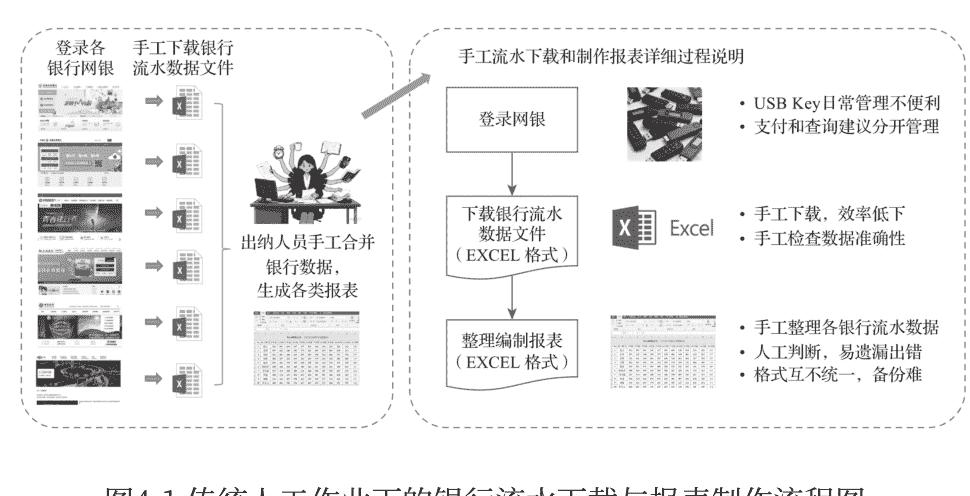 登录各
银行网银
手工下载银行
流水数据文件
出纳人员手工合并
银行数据，
生成各类报表
手工流水下载和制作报表详细过程说明
登录网银
• USB Key日常管理不便利
• 支付和查询建议分开管理
下载银行流水
数据文件
（EXCEL 格式）
Excel
• 手工下载，效率低下
• 手工检查数据准确性
整理编制报表
（EXCEL 格式）
• 手工整理各银行流水数据
• 人工判断，易遗漏出错
• 格式互不统一，备份难
图4-1 传统人工作业下的银行流水下载与报表制作流程图